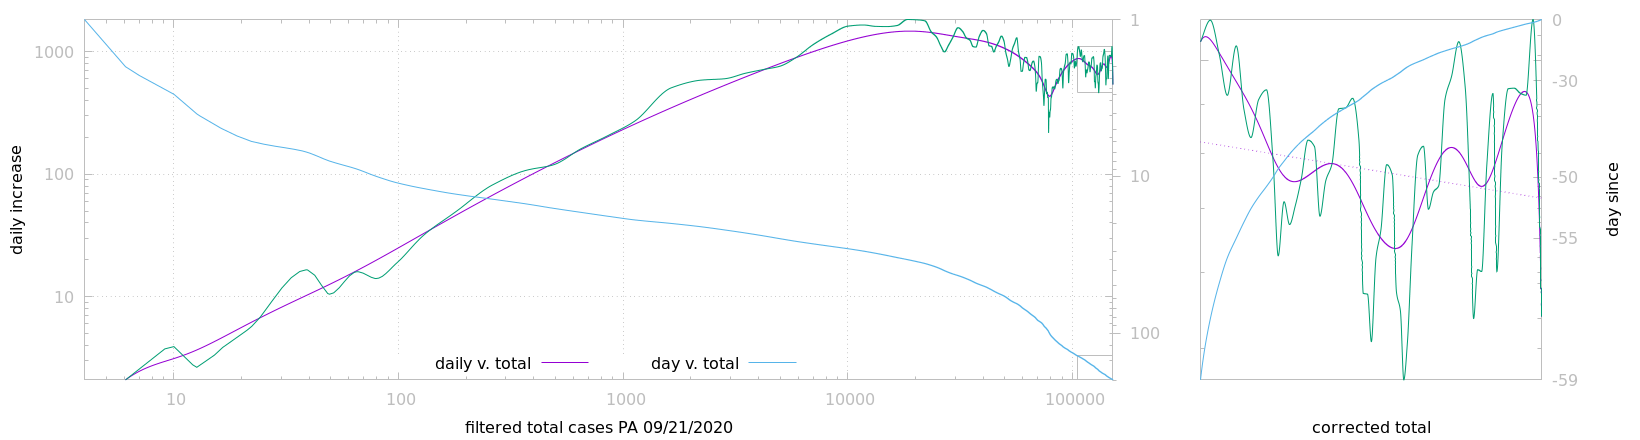 daily increase
1000
100
10
10
100
1000
10000
100000
1
10
100
daily v. total
day v. total
filtered total cases PA 09/21/2020
0
-30
-50
-55
-59
day since
corrected total